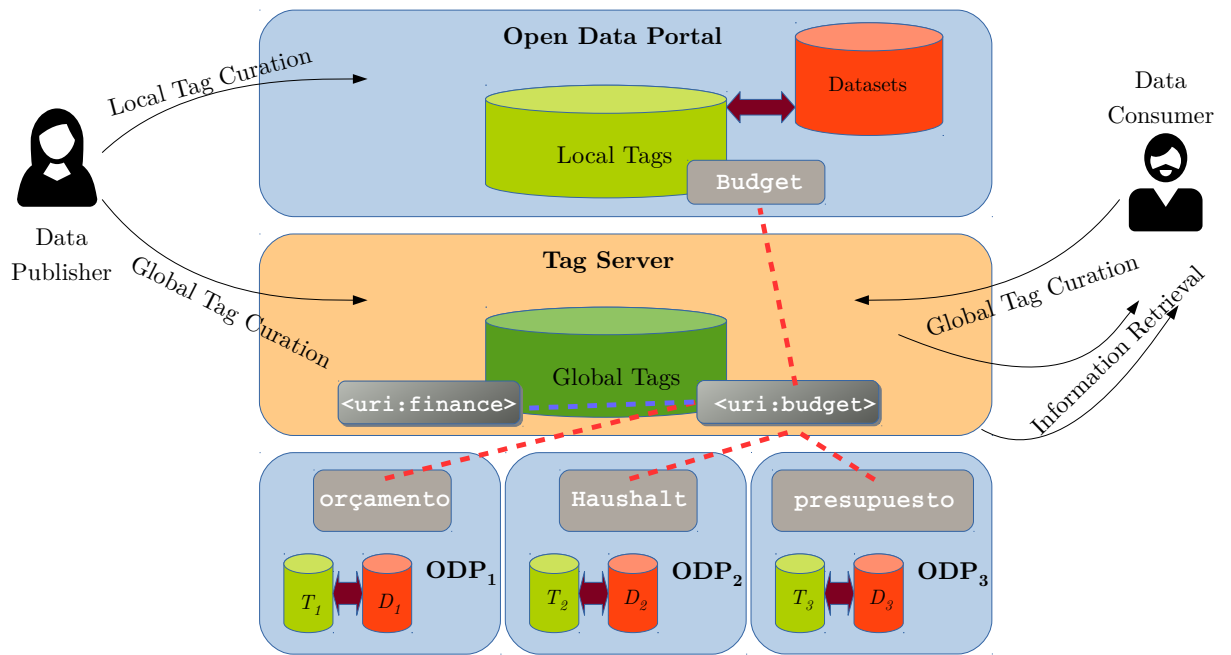 Open Data Portal
Local Tag Curation
Datasets
Data
Consumer
Local Tags
Budget
Data
Publisher
Tag Server
Global Tag Curation
Global Tag Curation
Information Retrieval
Global Tags
<uri:finance>
<uri:budget>
orçamento
Haushalt
presupuesto
ODP1
ODP2
ODP3
T1
D1
T2
D2
T3
D3